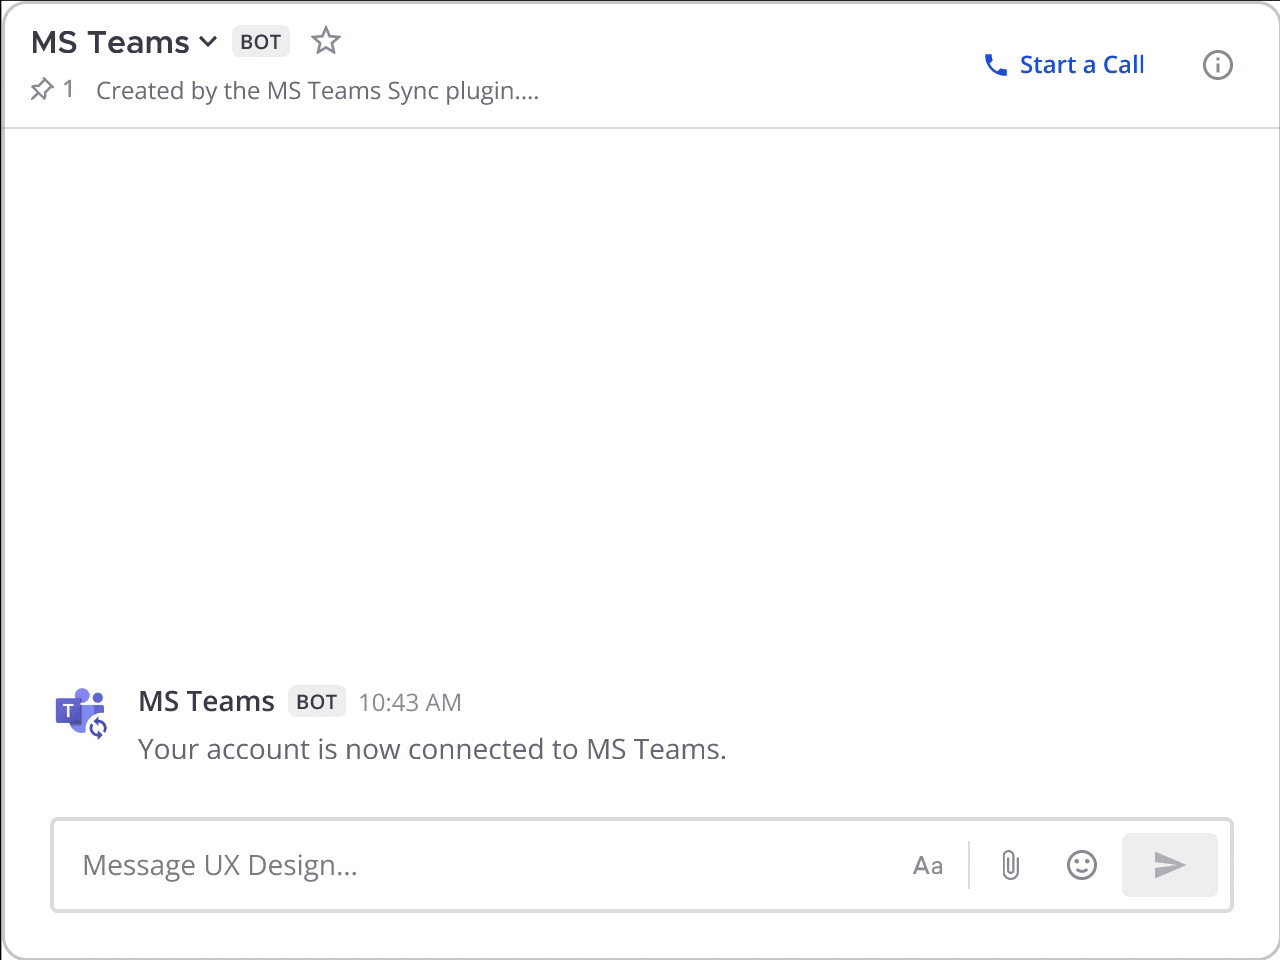 MS Teams BOT
1 Created by the MS Teams Sync plugin....
Start a Call
T
MS Teams BOT 10:43 AM
Your account is now connected to MS Teams.
Message UX Design...
Aa